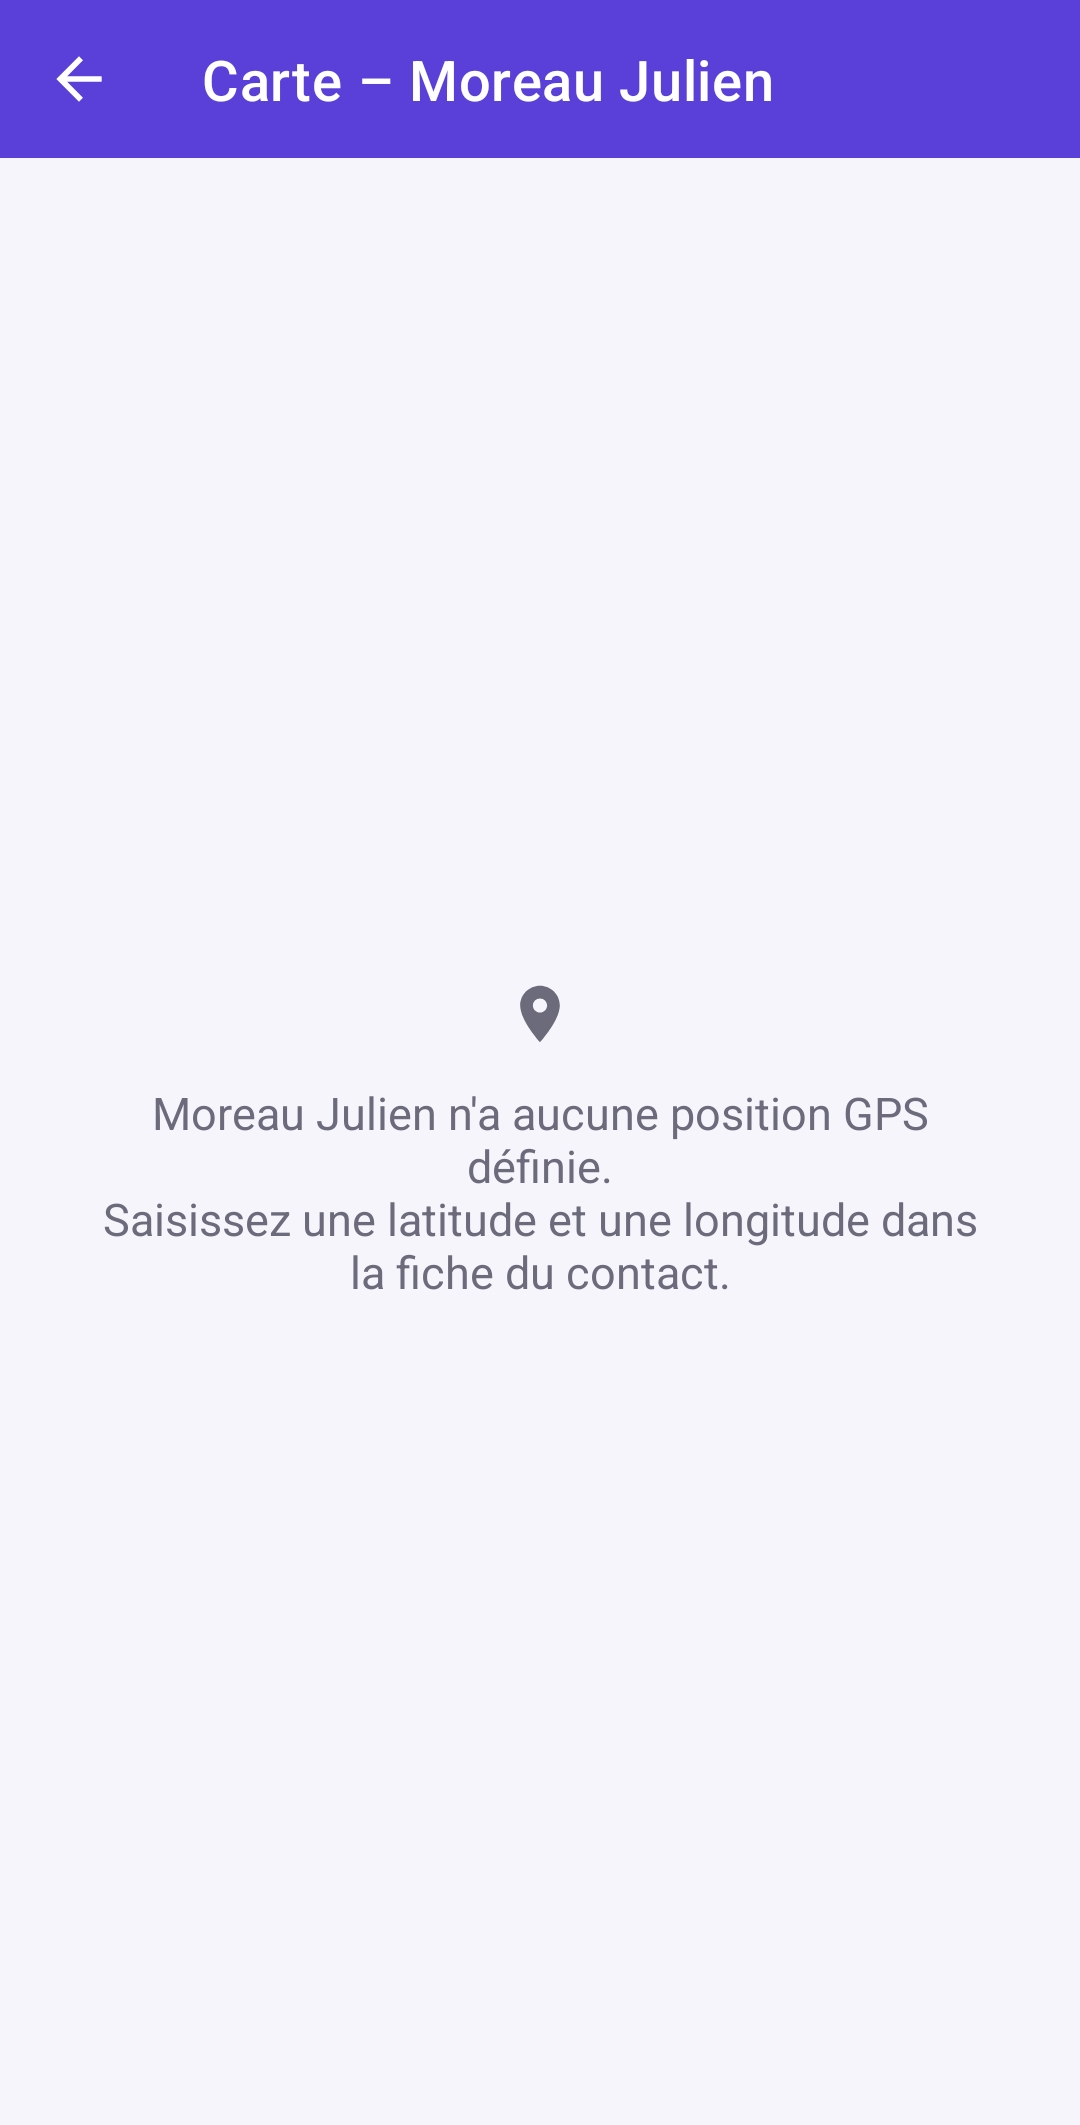 Carte – Moreau Julien
Moreau Julien n'a aucune position GPS
définie.
Saisissez une latitude et une longitude dans
la fiche du contact.